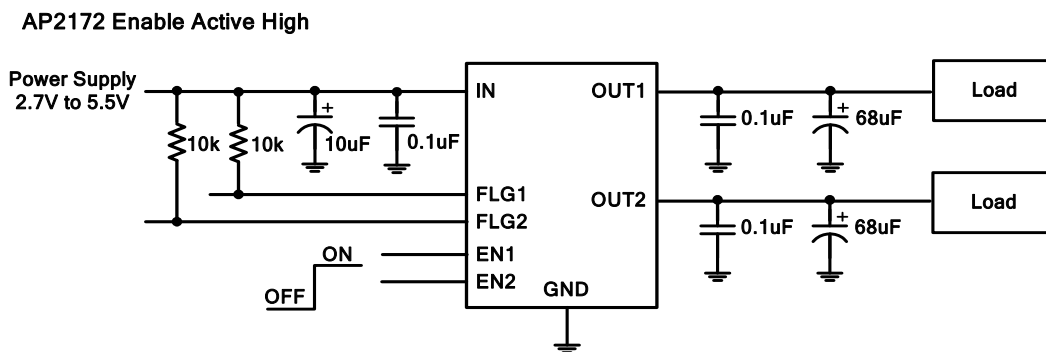 AP2172 Enable Active High
Power Supply
2.7V to 5.5V
IN
OUT1
Load
10k
10k
+
10uF
0.1uF
0.1uF
+
68uF
FLG1
FLG2
OUT2
Load
0.1uF
+
68uF
EN1
EN2
ON
OFF
GND